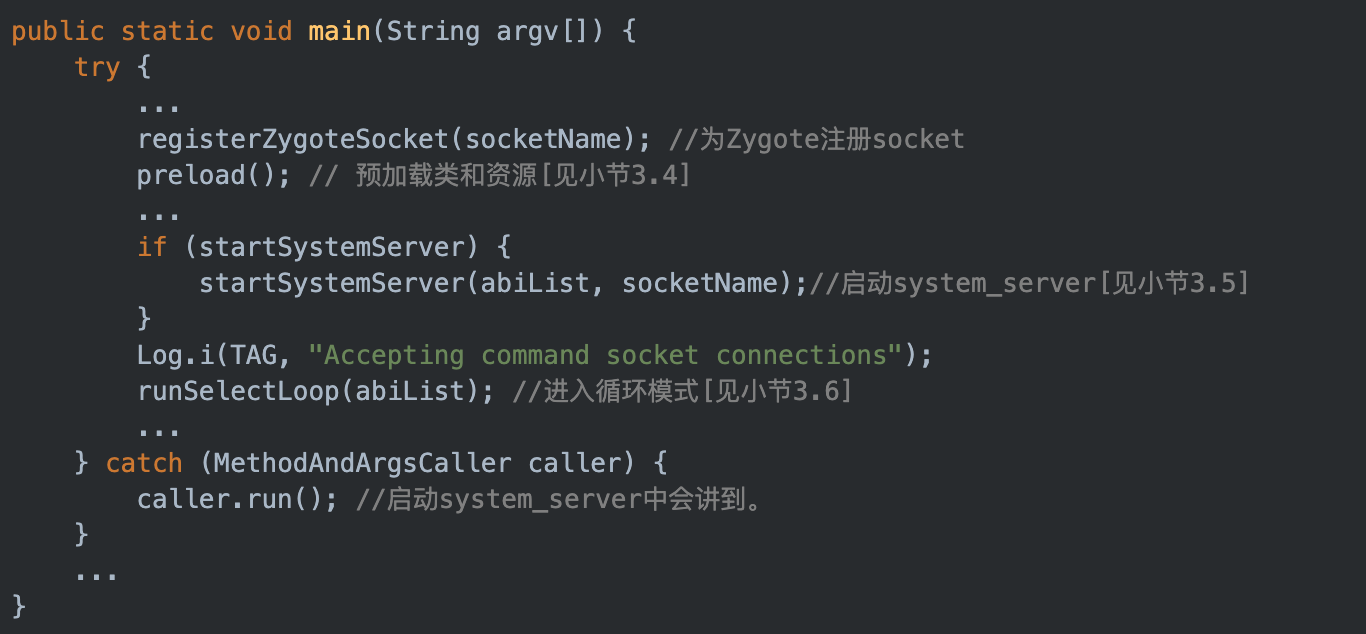 public static void main(String argv[]) {
    try {
        ...
        registerZygoteSocket(socketName); //为Zygote注册socket
        preload(); // 预加载类和资源[见小节3.4]
        ...
        if (startSystemServer) {
            startSystemServer(abiList, socketName);//启动system_server[见小节3.5]
        }
        Log.i(TAG, "Accepting command socket connections");
        runSelectLoop(abiList); //进入循环模式[见小节3.6]
        ...
    } catch (MethodAndArgsCaller caller) {
        caller.run(); //启动system_server中会讲到。
    }
    ...
}